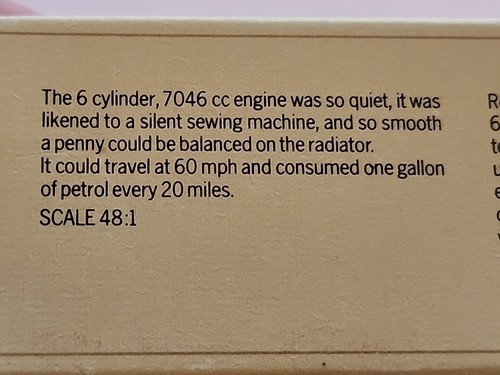 The 6 cylinder, 7046 cc engine was so quiet, it was
likened to a silent sewing machine, and so smooth
a penny could be balanced on the radiator.
It could travel at 60 mph and consumed one gallon
of petrol every 20 miles.
SCALE 48:1